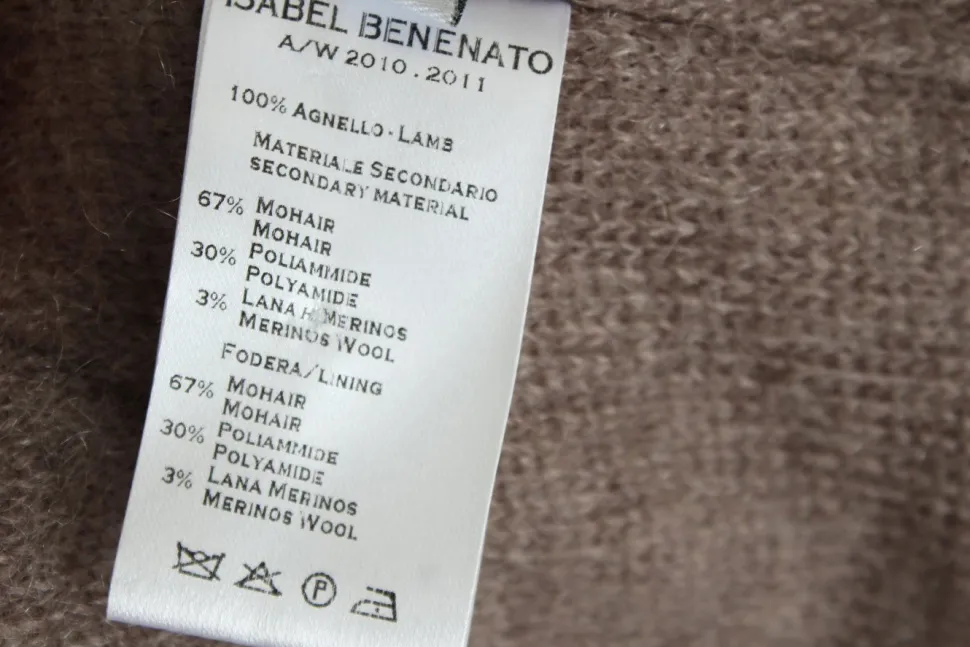 ISABEL BENENATO
A/W 2010.2011
100% AGNELLO-LAMB
MATERIALE SECONDARIO
SECONDARY MATERIAL
67% MOHAIR
MOHAIR
30% POLIAMMIDE
POLYAMIDE
3% LANA MERINOS
MERINOS WOOL
FODERA/LINING
67% MOHAIR
MOHAIR
30% POLIAMMIDE
POLYAMIDE
3% LANA MERINOS
MERINOS WOOL
P